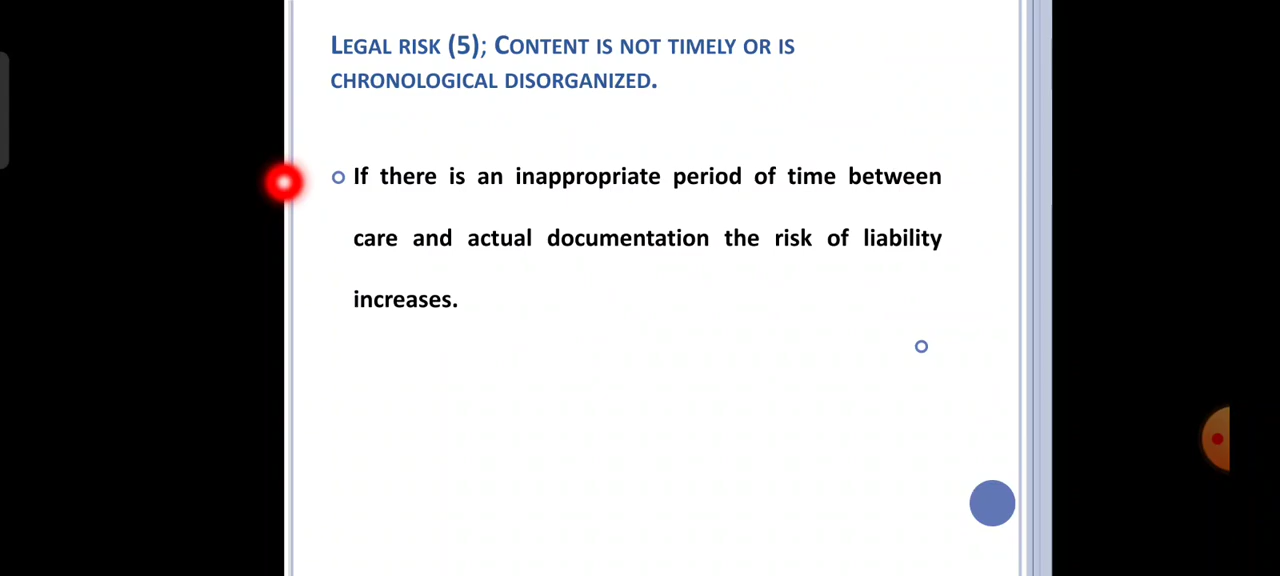 LEGAL RISK (5); CONTENT IS NOT TIMELY OR IS
CHRONOLOGICAL DISORGANIZED.
If there is an inappropriate period of time between
care and actual documentation the risk of liability
increases.